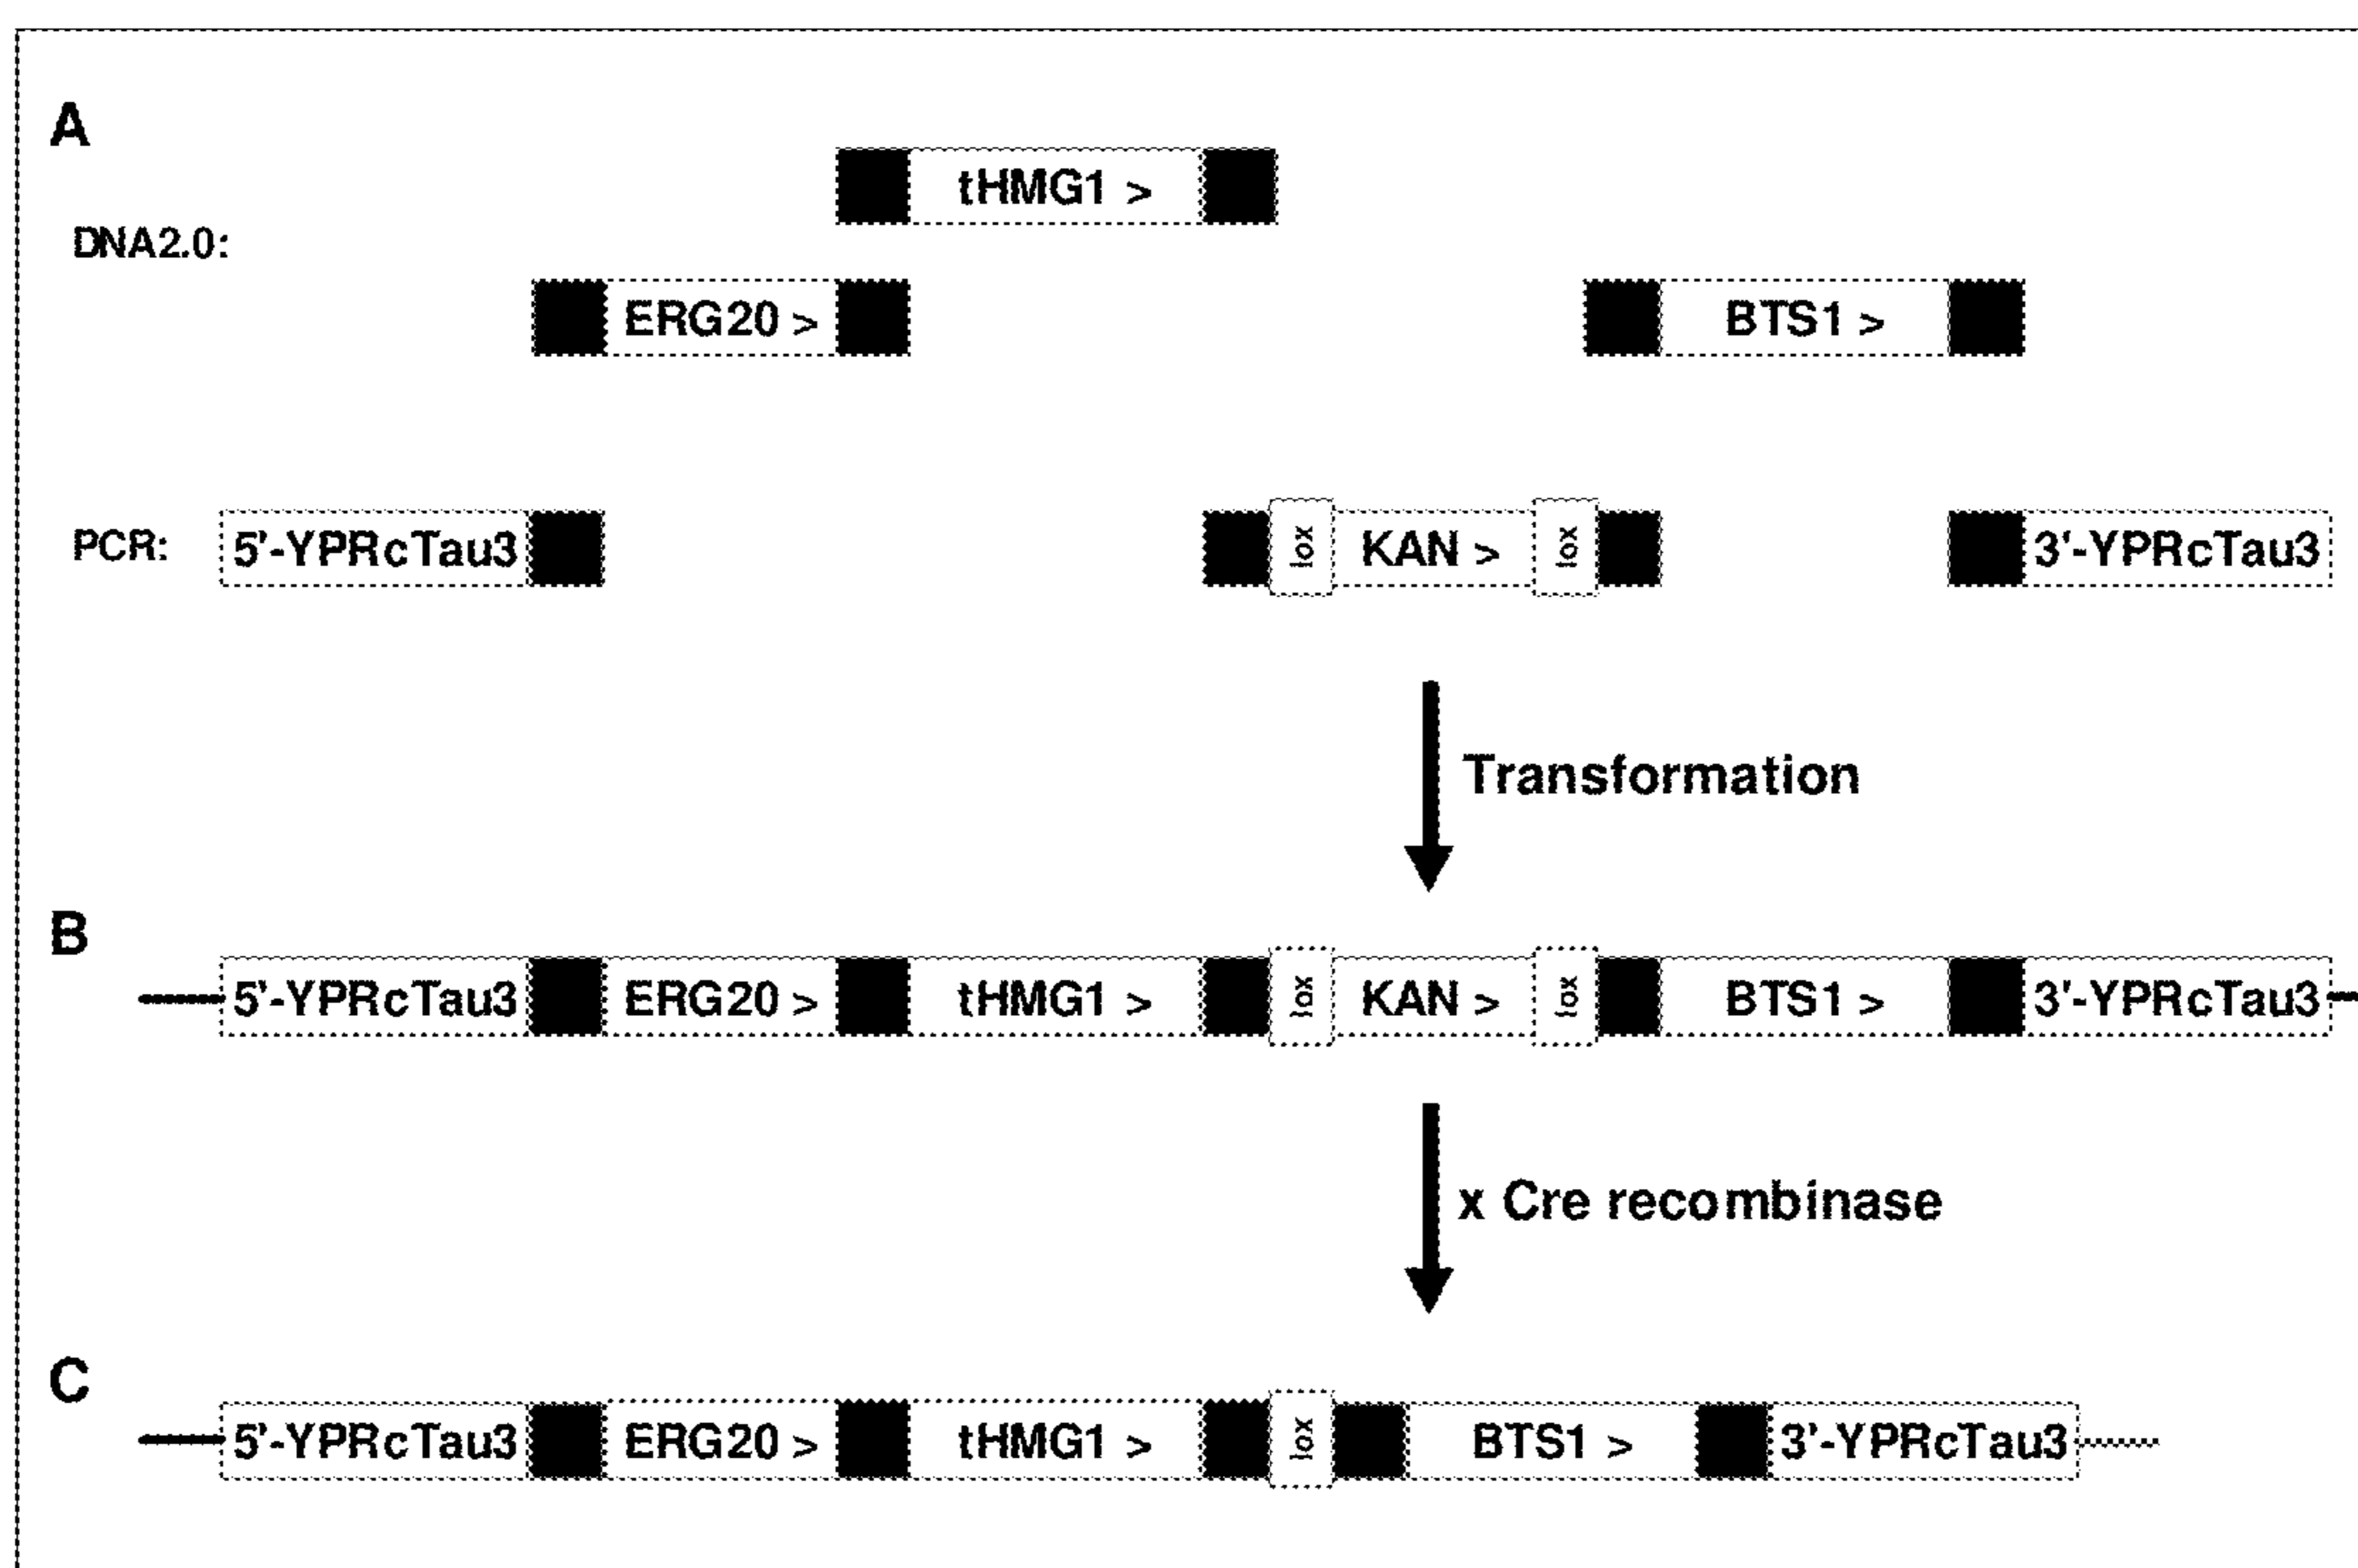 A
tHMG1 >
DNA2.0:
ERG20 > BTS1 >
PCR: 5'-YPRcTau3 lox KAN > lox 3'-YPRcTau3
Transformation
B
5'-YPRcTau3 ERG20 > tHMG1 > lox KAN > lox BTS1 > 3'-YPRcTau3
x Cre recombinase
C
5'-YPRcTau3 ERG20 > tHMG1 > lox BTS1 > 3'-YPRcTau3